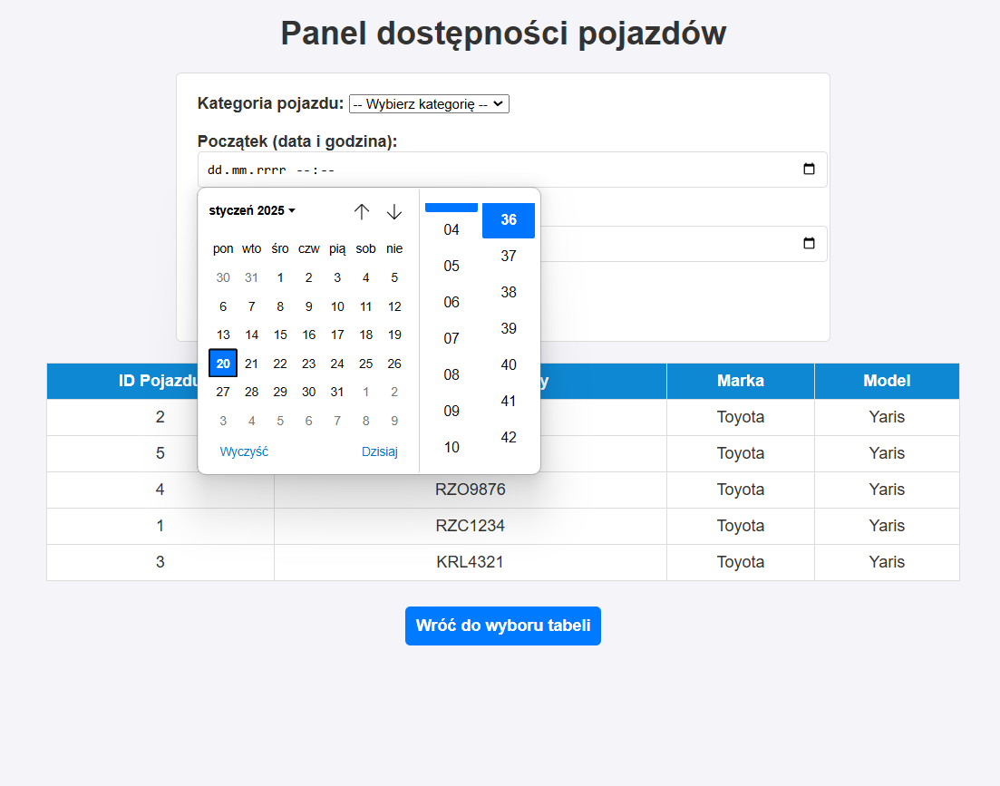 Panel dostępności pojazdów
Kategoria pojazdu: -- Wybierz kategorię --
Początek (data i godzina):
dd.mm.rrrr --:--
styczeń 2025
pon wto śro czw pią sob nie
30 31 1 2 3 4 5
6 7 8 9 10 11 12
13 14 15 16 17 18 19
20 21 22 23 24 25 26
27 28 29 30 31 1 2
3 4 5 6 7 8 9
Wyczyść Dzisiaj
36
04 37
05 38
06 39
07 40
08 41
09 42
10
ID Pojazdu Marka Model
2 Toyota Yaris
5 Toyota Yaris
4 RZO9876 Toyota Yaris
1 RZC1234 Toyota Yaris
3 KRL4321 Toyota Yaris
Wróć do wyboru tabeli